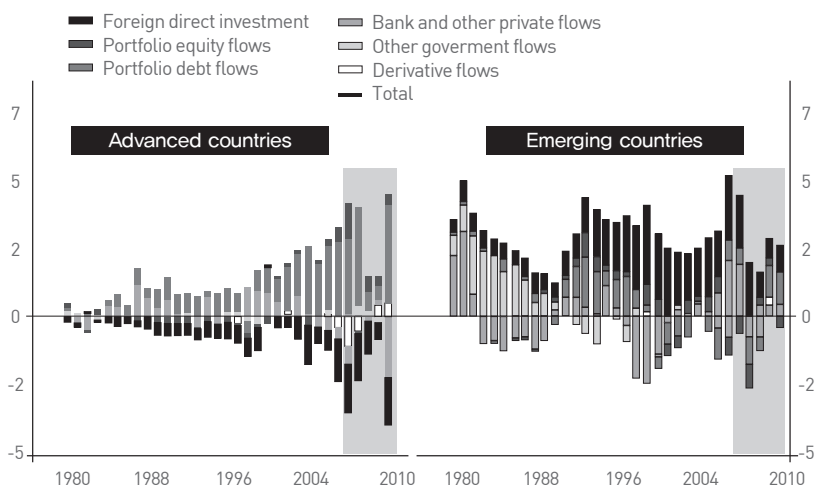 Foreign direct investment
Portfolio equity flows
Portfolio debt flows
Bank and other private flows
Other goverment flows
Derivative flows
Total
Advanced countries
Emerging countries
7
5
2
0
-2
-5
7
5
2
0
-2
-5
1980 1988 1996 2004 2010
1980 1988 1996 2004 2010